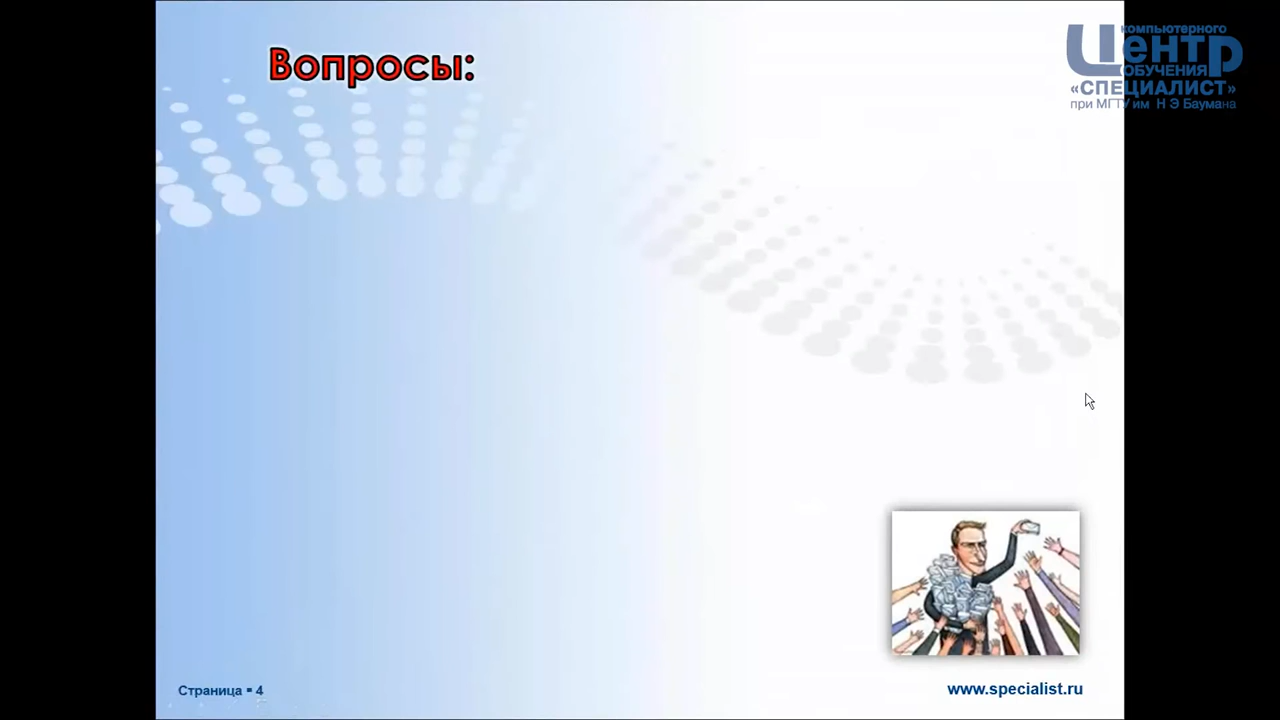 Вопросы:
компьютерного
Центр
ОБУЧЕНИЯ
«СПЕЦИАЛИСТ»
при МГТУ им Н Э Баумана
Страница ▪ 4
www.specialist.ru